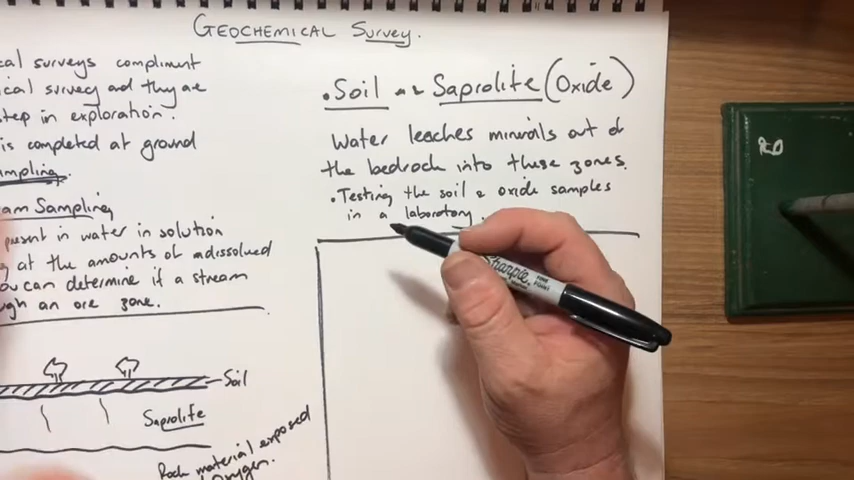 GEOCHEMICAL SURVEY.
cal surveys compliment
ical survey and they are
step in exploration.
is completed at ground
mpling.
am Sampling
present in water in solution
g at the amounts of a dissolved
ou can determine if a stream
ugh an ore zone.
Soil
Saprolite
Rock material exposed
oxygen.
• Soil or Saprolite (Oxide)
Water leaches minerals out of
the bedrock into these zones.
• Testing the soil & oxide samples
in a laboratory.
Sharpie
FINE POINT